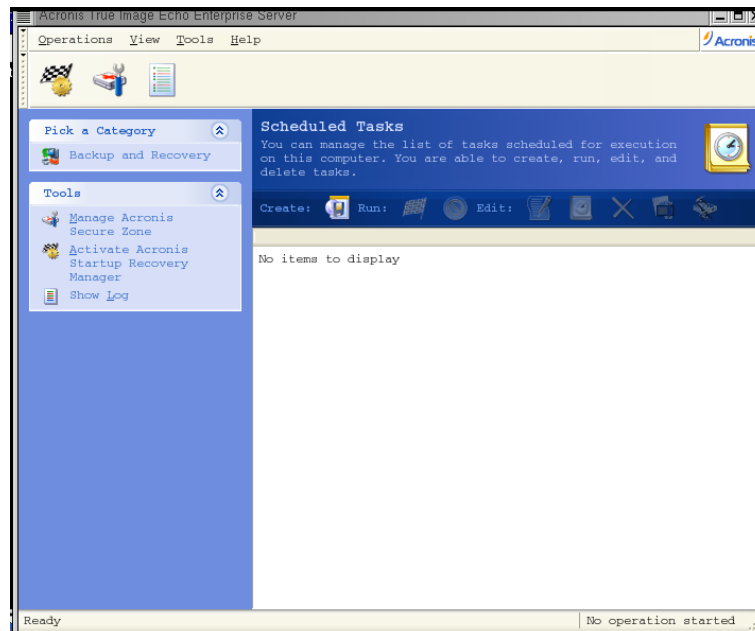 Acronis True Image Echo Enterprise Server
Operations View Tools Help
Acronis
Pick a Category
Backup and Recovery
Tools
Manage Acronis
Secure Zone
Activate Acronis
Startup Recovery
Manager
Show Log
Scheduled Tasks
You can manage the list of tasks scheduled for execution
on this computer. You are able to create, run, edit, and
delete tasks.
Create: Run: Edit:
No items to display
Ready
No operation started